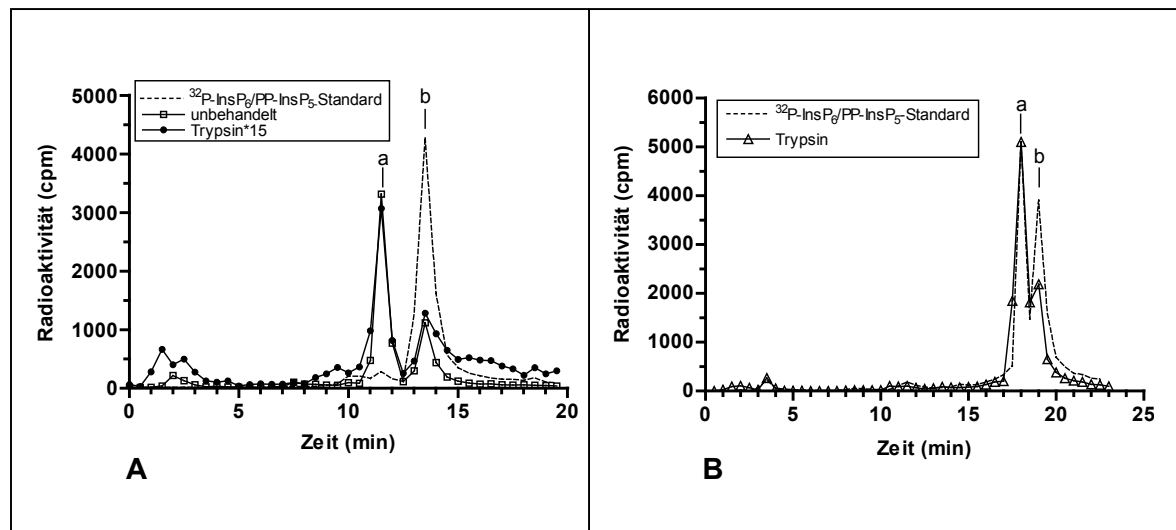 ³²P-InsP₆/PP-InsP₅-Standard
unbehandelt
Trypsin*15
a
b
5000
4000
3000
2000
1000
0
Radioaktivität (cpm)
0 5 10 15 20
Zeit (min)
A
³²P-InsP₆/PP-InsP₅-Standard
Trypsin
a
b
6000
5000
4000
3000
2000
1000
0
Radioaktivität (cpm)
0 5 10 15 20 25
Zeit (min)
B